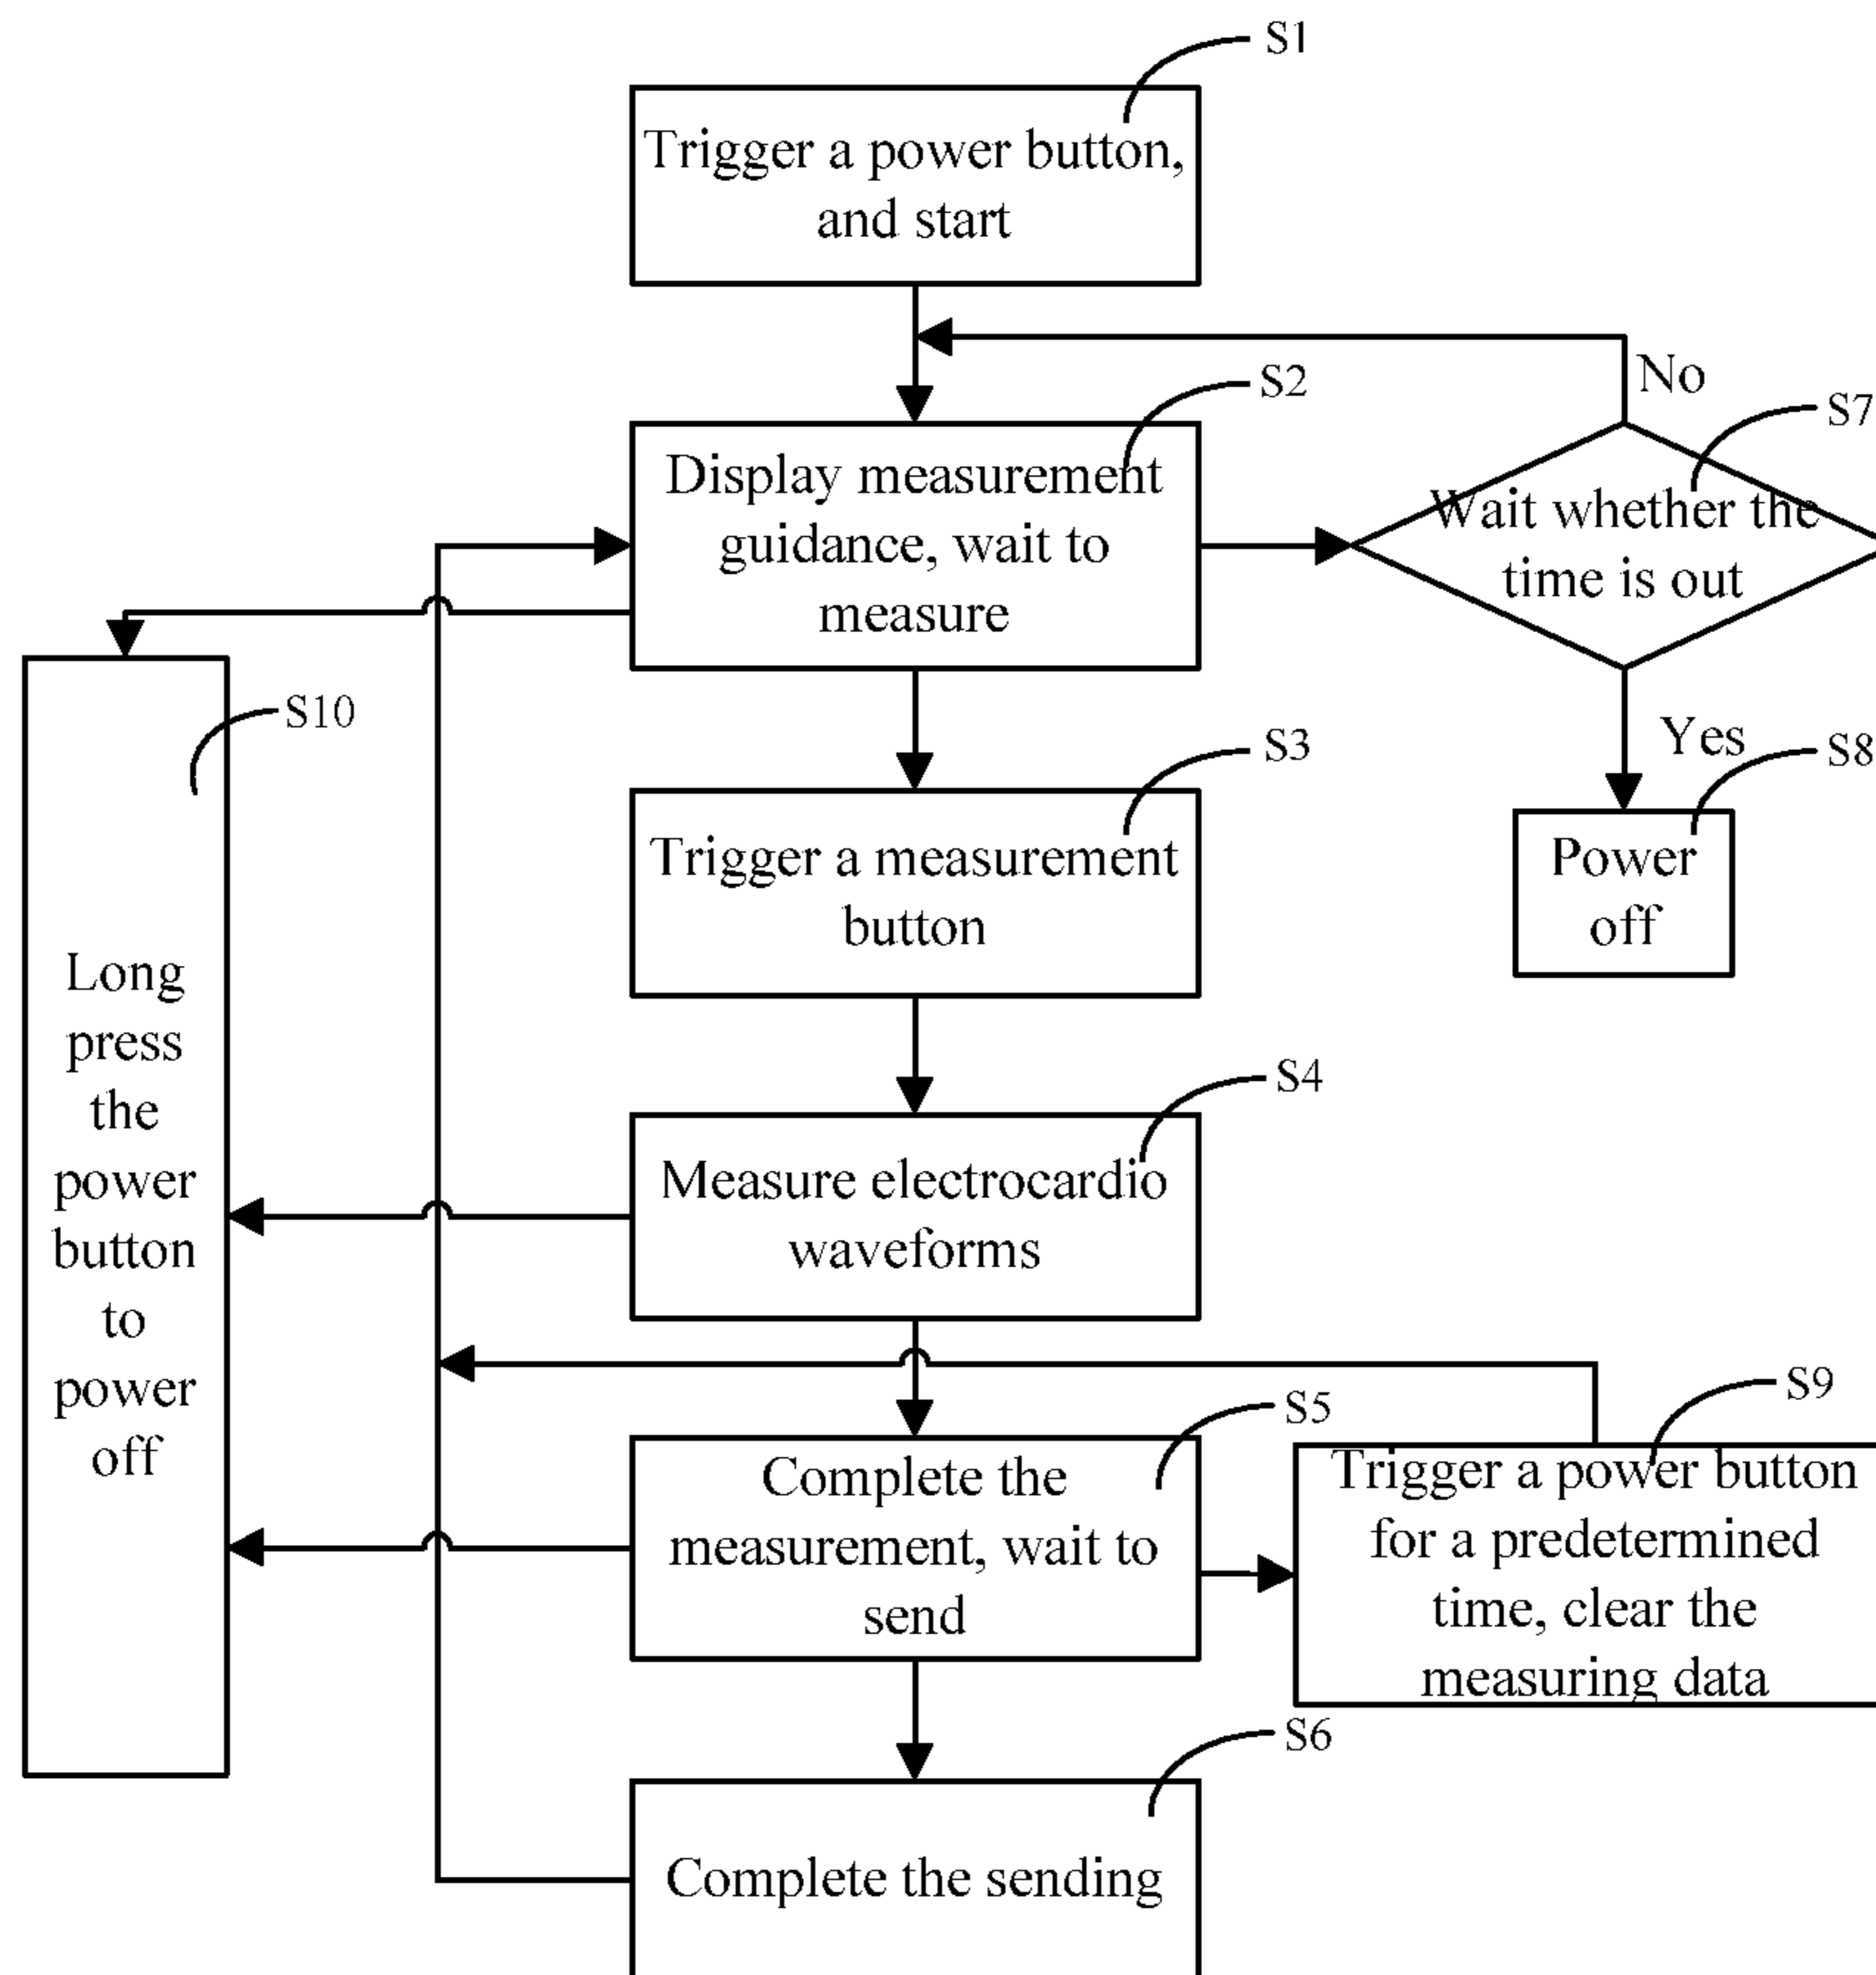 S1
Trigger a power button,
and start
No
S2
S7
Display measurement
guidance, wait to
measure
Wait whether the
time is out
S10
Yes
S3
S8
Trigger a measurement
button
Power
off
Long
press
the
power
button
to
power
off
S4
Measure electrocardio
waveforms
S9
S5
Complete the
measurement, wait to
send
Trigger a power button
for a predetermined
time, clear the
measuring data
S6
Complete the sending